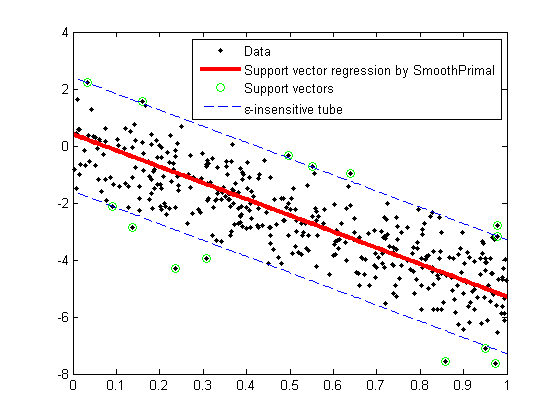 4
2
0
-2
-4
-6
-8
0 0.1 0.2 0.3 0.4 0.5 0.6 0.7 0.8 0.9 1
Data
Support vector regression by SmoothPrimal
Support vectors
ε-insensitive tube